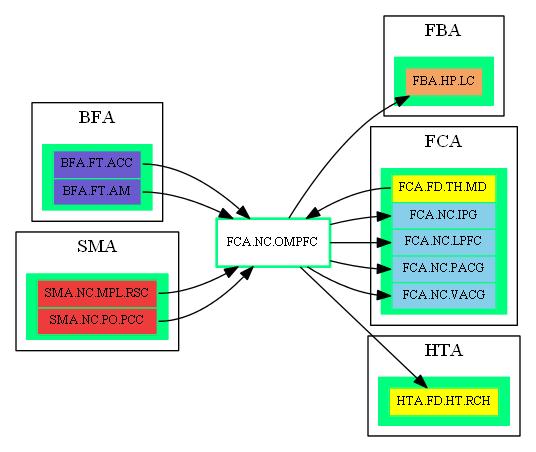 BFA
BFA.FT.ACC
BFA.FT.AM
SMA
SMA.NC.MPL.RSC
SMA.NC.PO.PCC
FCA.NC.OMPFC
FBA
FBA.HP.LC
FCA
FCA.FD.TH.MD
FCA.NC.IPG
FCA.NC.LPFC
FCA.NC.PACG
FCA.NC.VACG
HTA
HTA.FD.HT.RCH